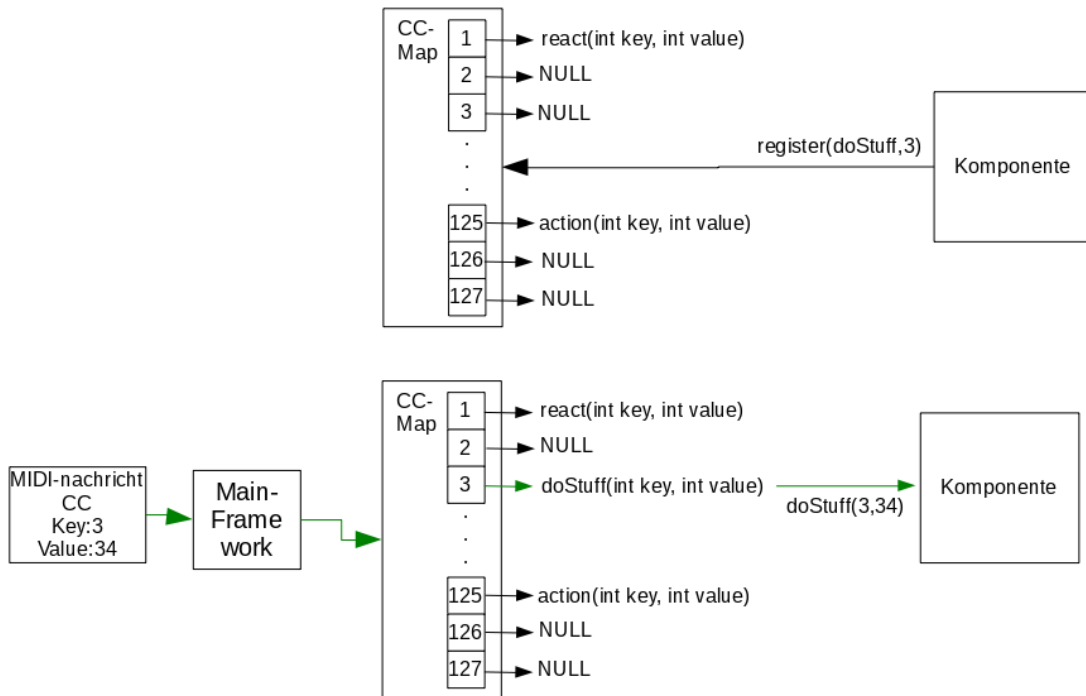 CC-
Map
1
react(int key, int value)
2
NULL
3
NULL
.
.
.
register(doStuff,3)
Komponente
125
action(int key, int value)
126
NULL
127
NULL
MIDI-nachricht
CC
Key:3
Value:34
Main-
Frame
work
CC-
Map
1
react(int key, int value)
2
NULL
3
doStuff(int key, int value)
.
.
.
doStuff(3,34)
Komponente
125
action(int key, int value)
126
NULL
127
NULL